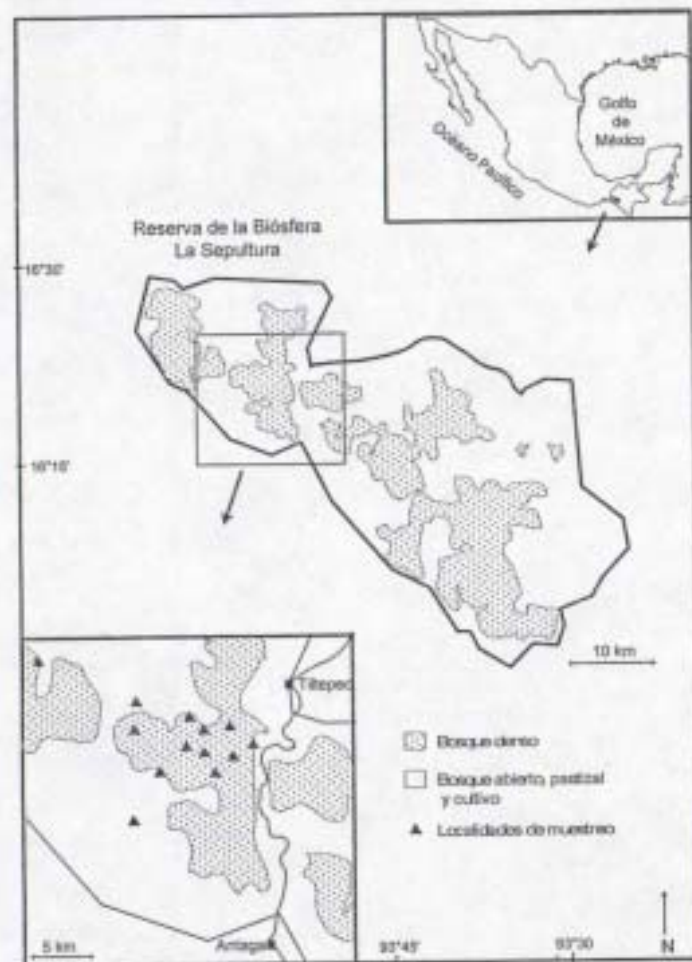 Golfo
de
México
Océano Pacífico
Reserva de la Biósfera
La Sepultura
16°30'
16°15'
10 km
Tiltepec
Bosque denso
Bosque abierto, pastizal
y cultivo
Localidades de muestreo
5 km
93°45'
93°30'
N